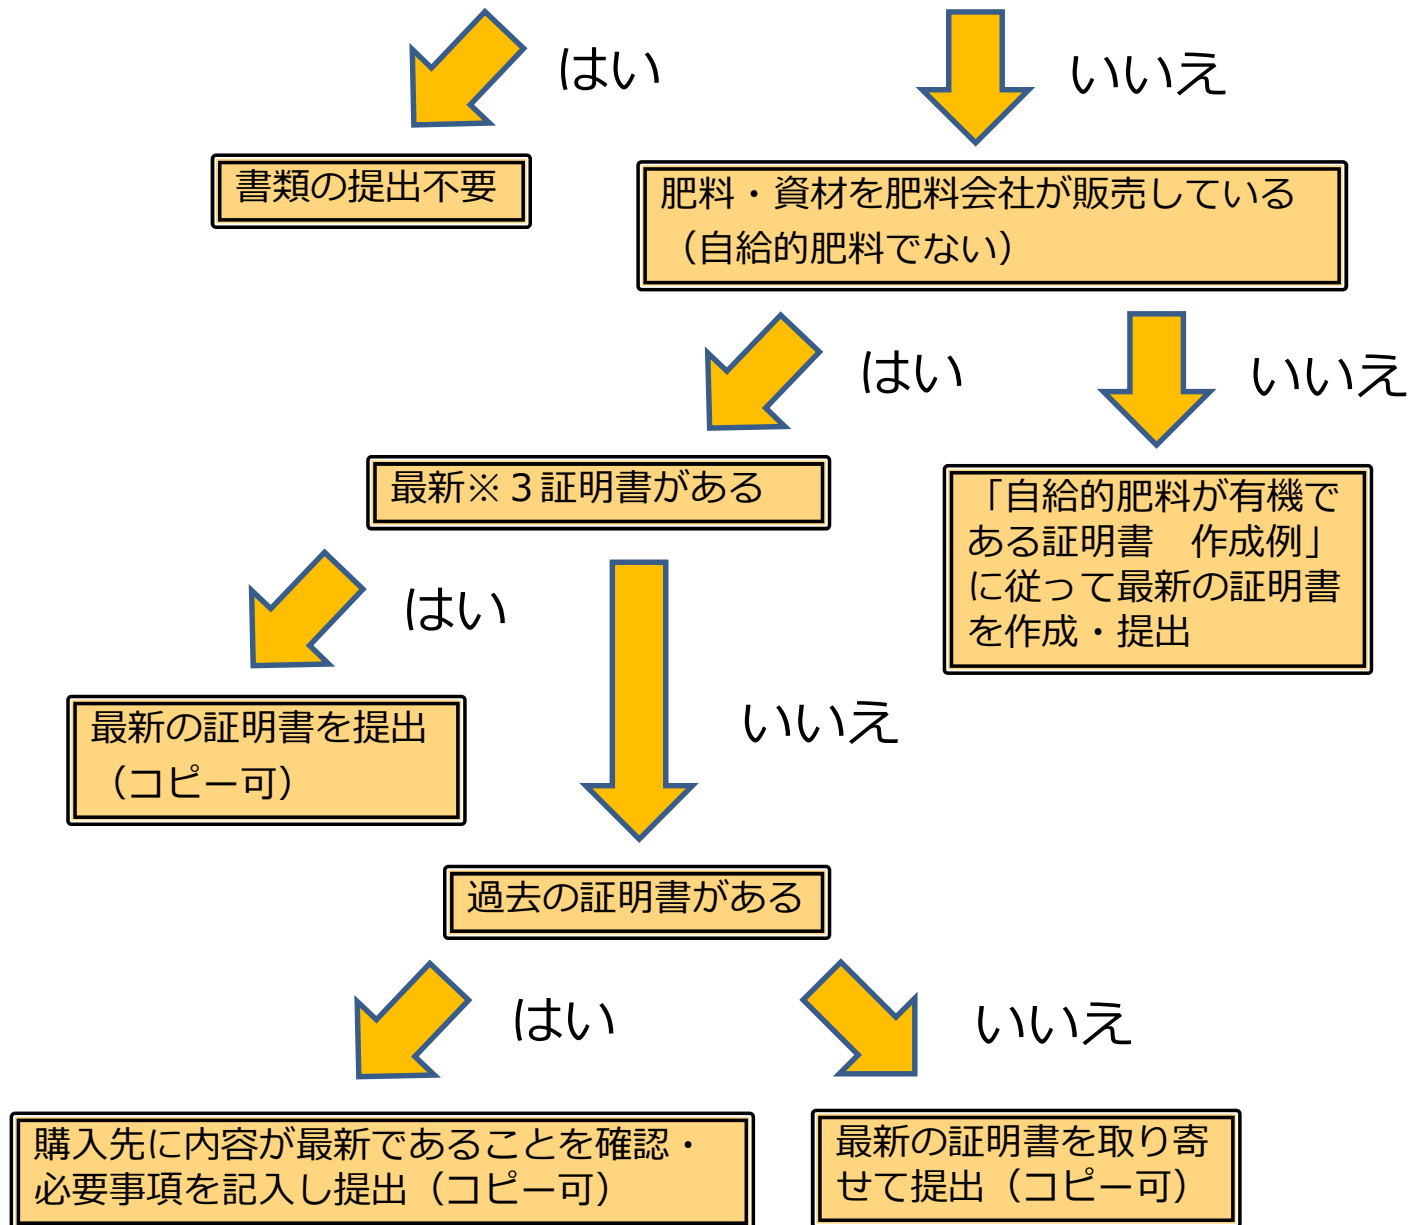 はい
いいえ
書類の提出不要
肥料・資材を肥料会社が販売している
（自給的肥料でない）
はい
いいえ
最新※３証明書がある
「自給的肥料が有機で
ある証明書　作成例」
に従って最新の証明書
を作成・提出
はい
最新の証明書を提出
（コピー可）
いいえ
過去の証明書がある
はい
いいえ
購入先に内容が最新であることを確認・
必要事項を記入し提出（コピー可）
最新の証明書を取り寄
せて提出（コピー可）